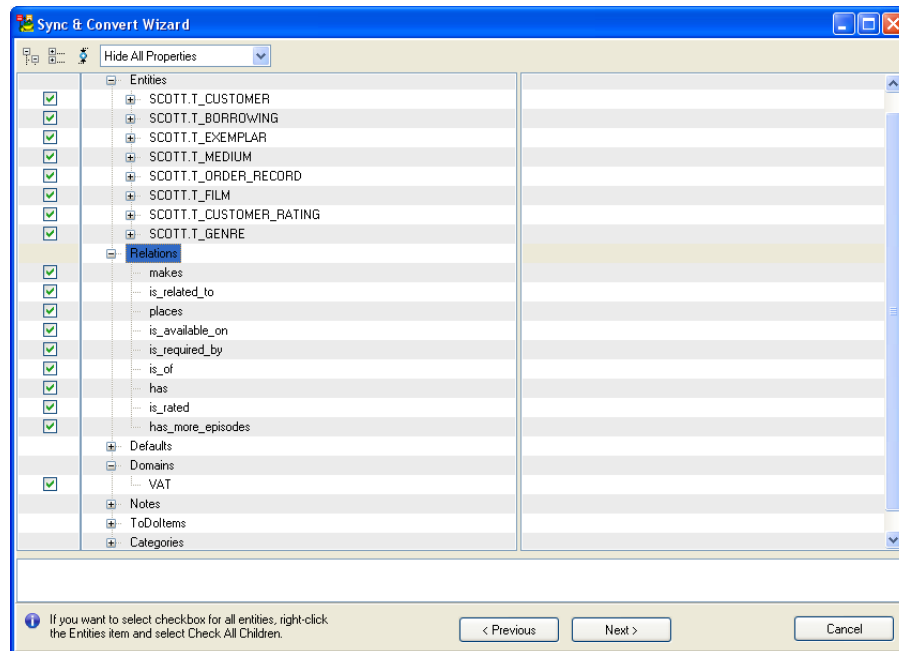 Sync & Convert Wizard
Hide All Properties
Entities
SCOTT.T_CUSTOMER
SCOTT.T_BORROWING
SCOTT.T_EXEMPLAR
SCOTT.T_MEDIUM
SCOTT.T_ORDER_RECORD
SCOTT.T_FILM
SCOTT.T_CUSTOMER_RATING
SCOTT.T_GENRE
Relations
makes
is_related_to
places
is_available_on
is_required_by
is_of
has
is_rated
has_more_episodes
Defaults
Domains
VAT
Notes
ToDoItems
Categories
If you want to select checkbox for all entities, right-click
the Entities item and select Check All Children.
< Previous
Next >
Cancel